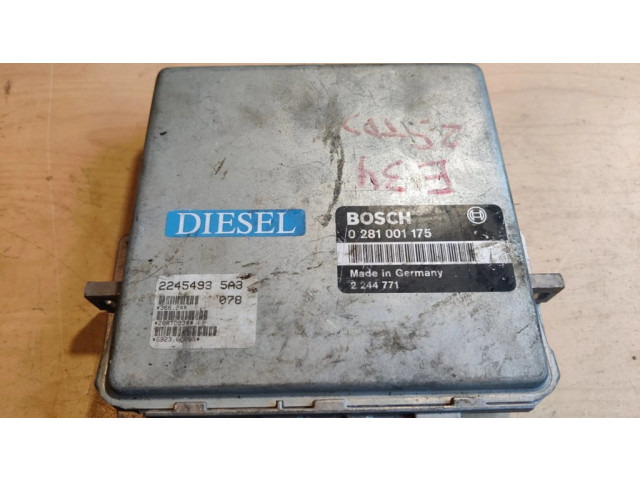 E34
DIESEL
BOSCH
0 281 001 175
Made in Germany
2 244 771
2245493 5A3
078